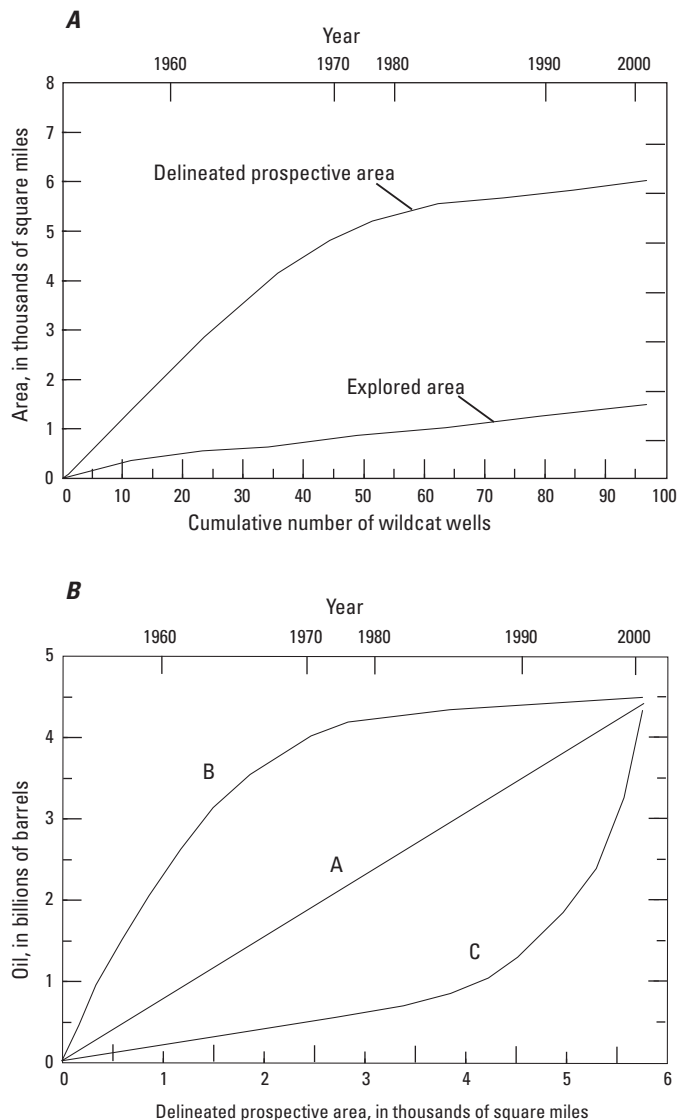 A
Year
1960 1970 1980 1990 2000
8
7
6
5
4
3
2
1
0
Area, in thousands of square miles
Delineated prospective area
Explored area
0 10 20 30 40 50 60 70 80 90 100
Cumulative number of wildcat wells
B
Year
1960 1970 1980 1990 2000
5
4
3
2
1
0
Oil, in billions of barrels
B
A
C
0 1 2 3 4 5 6
Delineated prospective area, in thousands of square miles